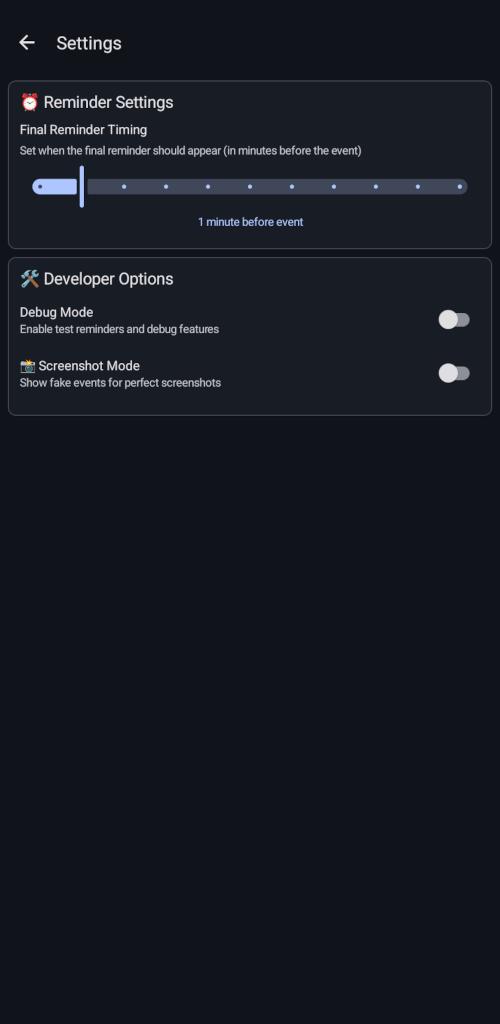 Settings
⏰ Reminder Settings
Final Reminder Timing
Set when the final reminder should appear (in minutes before the event)
1 minute before event
🛠️ Developer Options
Debug Mode
Enable test reminders and debug features
📸 Screenshot Mode
Show fake events for perfect screenshots